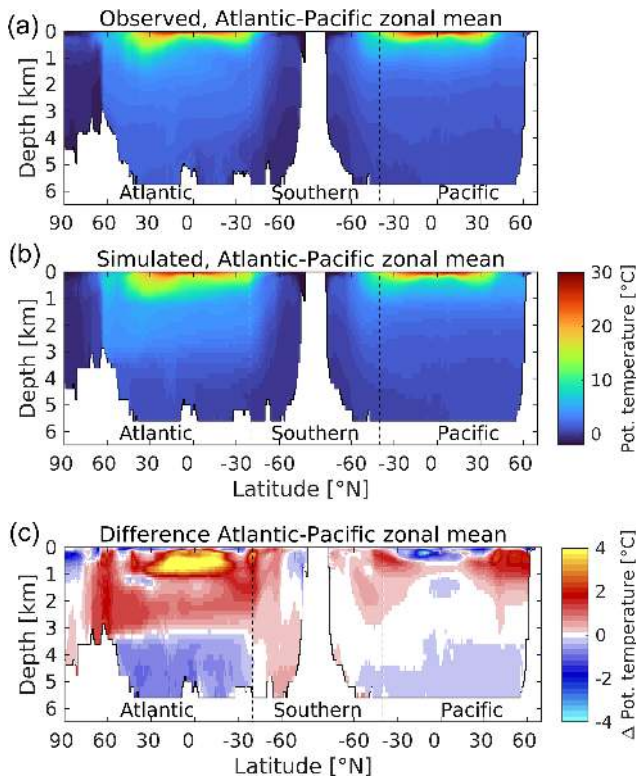 (a)
Observed, Atlantic-Pacific zonal mean
Depth [km]
0
1
2
3
4
5
6
Atlantic Southern Pacific
90 60 30 0 -30 -60 -60 -30 0 30 60
(b)
Simulated, Atlantic-Pacific zonal mean
Depth [km]
0
1
2
3
4
5
6
Atlantic Southern Pacific
90 60 30 0 -30 -60 -60 -30 0 30 60
Latitude [°N]
30
20
10
0
Pot. temperature [°C]
(c)
Difference Atlantic-Pacific zonal mean
Depth [km]
0
1
2
3
4
5
6
Atlantic Southern Pacific
90 60 30 0 -30 -60 -60 -30 0 30 60
Latitude [°N]
4
2
0
-2
-4
Δ Pot. temperature [°C]